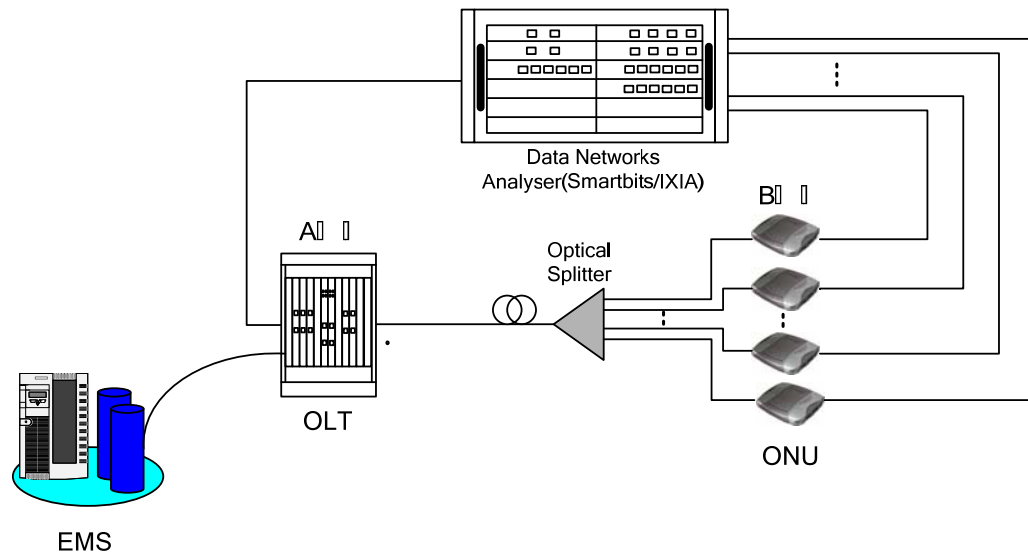 Data Networks
Analyser(Smartbits/IXIA)
A
B
Optical
Splitter
OLT
ONU
EMS